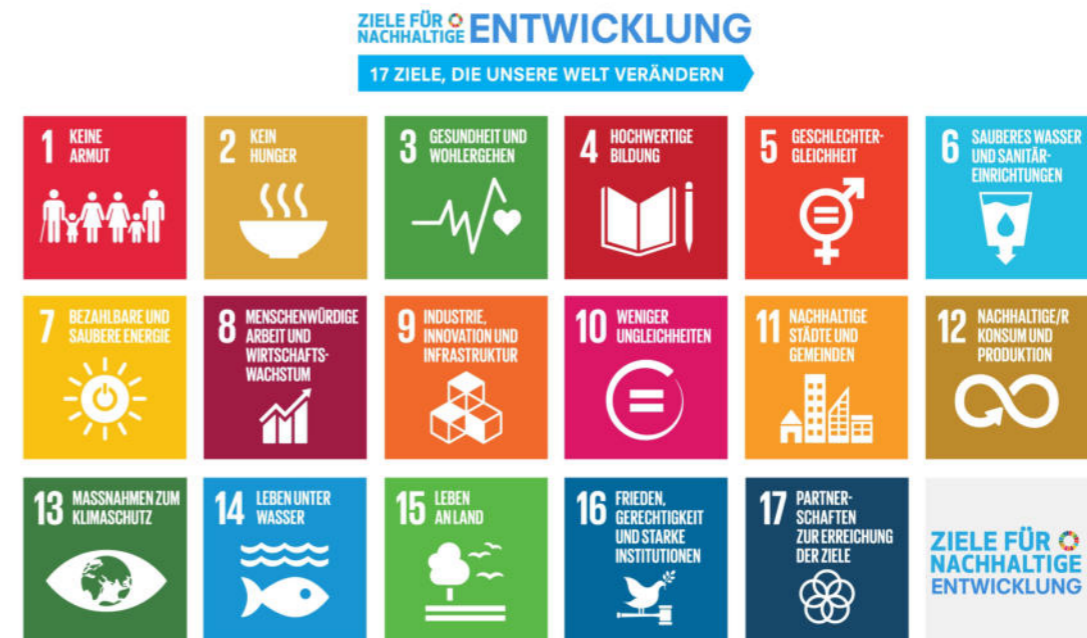 ZIELE FÜR
NACHHALTIGE ENTWICKLUNG
17 ZIELE, DIE UNSERE WELT VERÄNDERN
1 KEINE
ARMUT
2 KEIN
HUNGER
3 GESUNDHEIT UND
WOHLERGEHEN
4 HOCHWERTIGE
BILDUNG
5 GESCHLECHTER-
GLEICHHEIT
6 SAUBERES WASSER
UND SANITÄR-
EINRICHTUNGEN
7 BEZAHLBARE UND
SAUBERE ENERGIE
8 MENSCHENWÜRDIGE
ARBEIT UND
WIRTSCHAFTS-
WACHSTUM
9 INDUSTRIE,
INNOVATION UND
INFRASTRUKTUR
10 WENIGER
UNGLEICHHEITEN
11 NACHHALTIGE
STÄDTE UND
GEMEINDEN
12 NACHHALTIGE/R
KONSUM UND
PRODUKTION
13 MASSNAHMEN ZUM
KLIMASCHUTZ
14 LEBEN UNTER
WASSER
15 LEBEN
AN LAND
16 FRIEDEN,
GERECHTIGKEIT
UND STARKE
INSTITUTIONEN
17 PARTNER-
SCHAFTEN
ZUR ERREICHUNG
DER ZIELE
ZIELE FÜR
NACHHALTIGE
ENTWICKLUNG